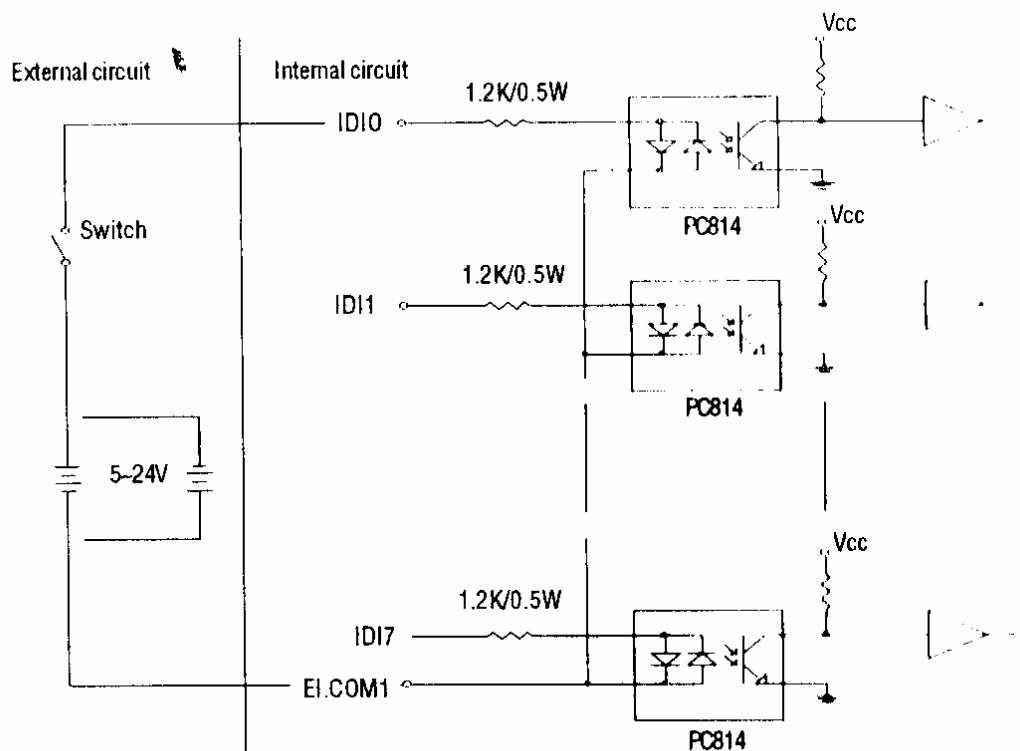 Vcc
External circuit
Internal circuit
1.2K/0.5W
IDI0
PC814
Vcc
Switch
1.2K/0.5W
IDI1
PC814
5~24V
Vcc
1.2K/0.5W
IDI7
EI.COM1
PC814